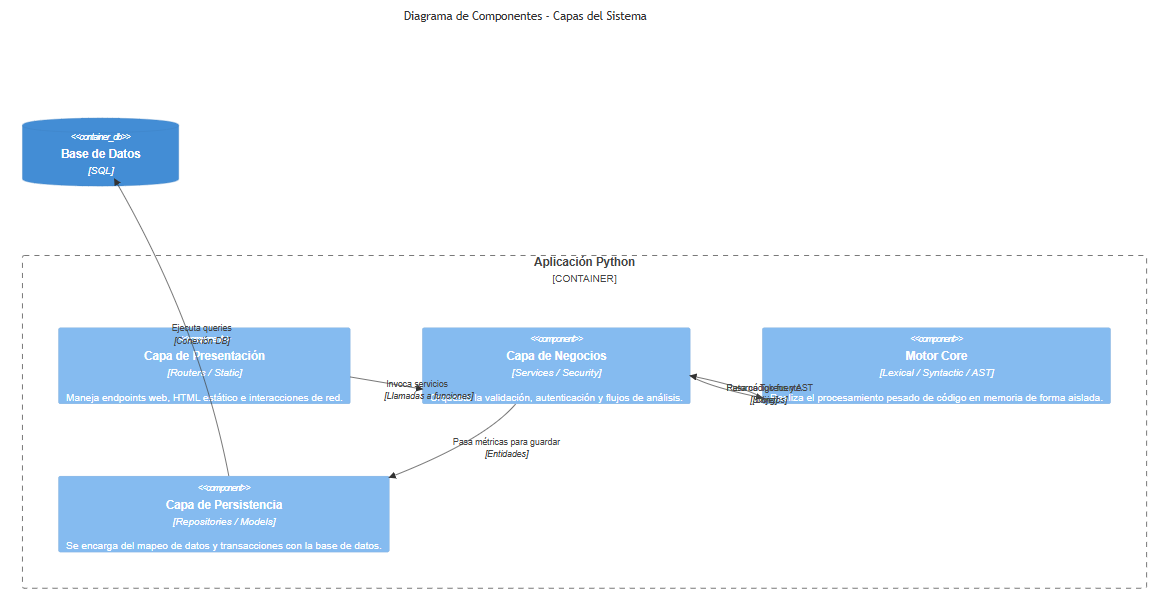 Diagrama de Componentes - Capas del Sistema
<<container_db>>
Base de Datos
[SQL]
Aplicación Python
[CONTAINER]
Ejecuta queries
[Conexión DB]
Capa de Presentación
[Routers / Static]
Maneja endpoints web, HTML estático e interacciones de red.
Invoca servicios
[Llamadas a funciones]
<<component>>
Capa de Negocios
[Services / Security]
la validación, autenticación y flujos de análisis.
<<component>>
Motor Core
[Lexical / Syntactic / AST]
el procesamiento pesado de código en memoria de forma aislada.
Pasa métricas para guardar
[Entidades]
<<component>>
Capa de Persistencia
[Repositories / Models]
Se encarga del mapeo de datos y transacciones con la base de datos.